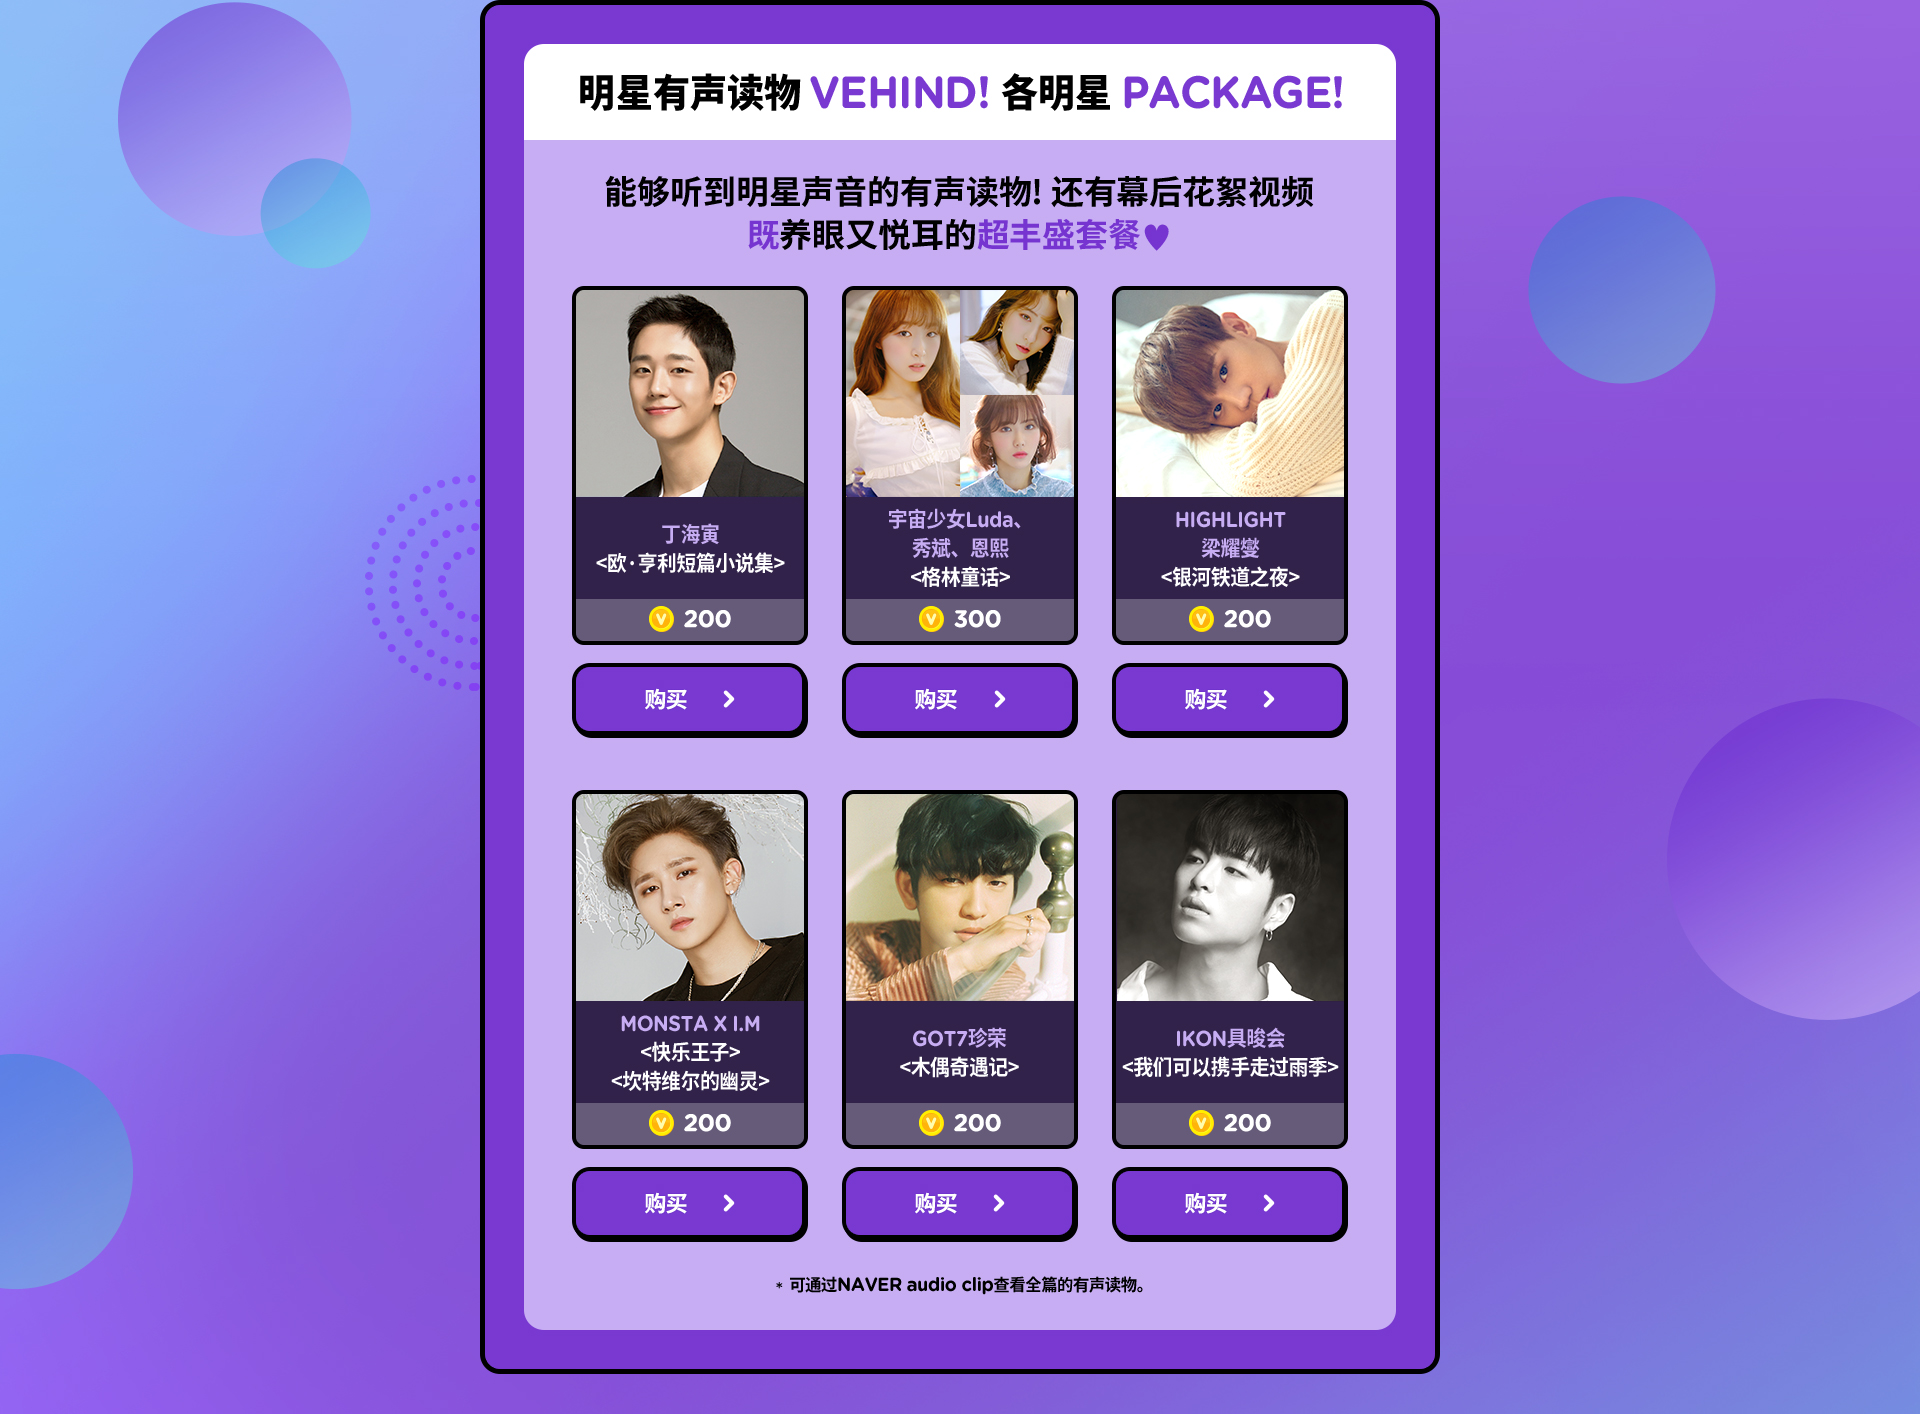 明星有声读物 VEHIND! 各明星 PACKAGE!
能够听到明星声音的有声读物! 还有幕后花絮视频
既养眼又悦耳的超丰盛套餐♥
丁海寅
<欧·亨利短篇小说集>
V 200
购买 >
宇宙少女Luda、
秀斌、恩熙
<格林童话>
V 300
购买 >
HIGHLIGHT
梁耀燮
<银河铁道之夜>
V 200
购买 >
MONSTA X I.M
<快乐王子>
<坎特维尔的幽灵>
V 200
购买 >
GOT7珍荣
<木偶奇遇记>
V 200
购买 >
IKON具晙会
<我们可以携手走过雨季>
V 200
购买 >
* 可通过NAVER audio clip查看全篇的有声读物。